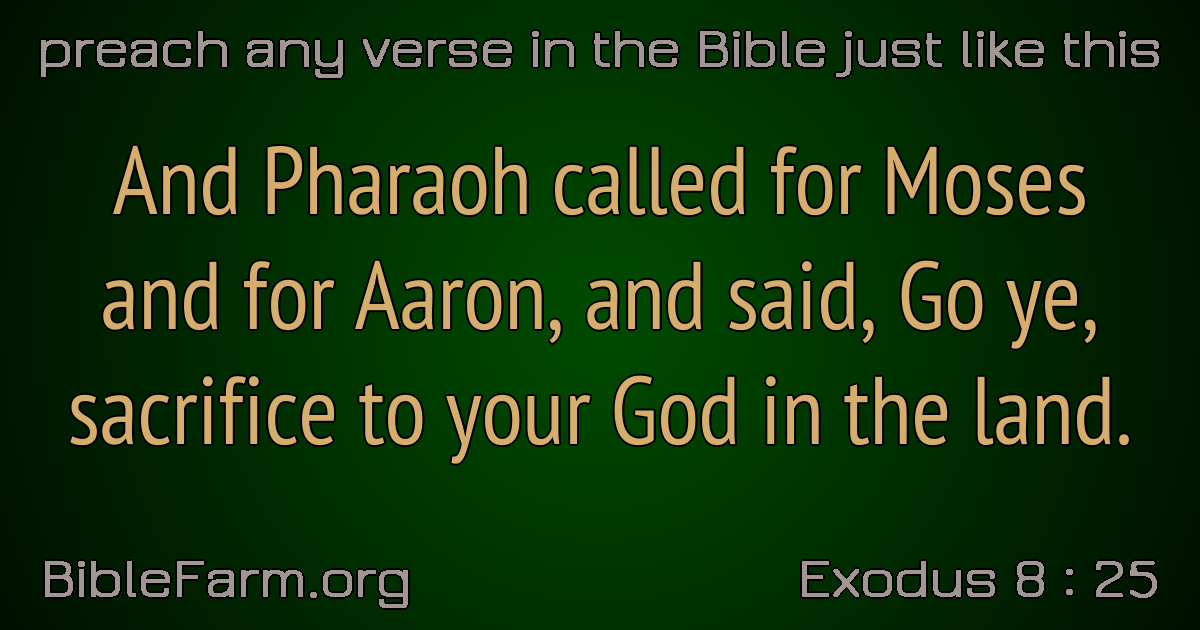 preach any verse in the Bible just like this
And Pharaoh called for Moses
and for Aaron, and said, Go ye,
sacrifice to your God in the land.
BibleFarm.org
Exodus 8 : 25